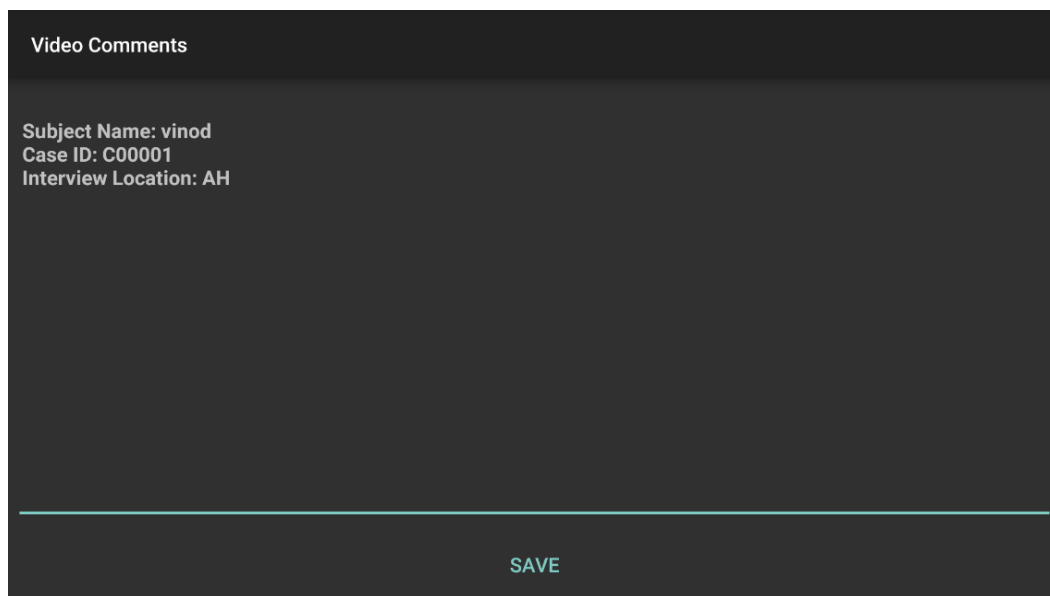 Video Comments
Subject Name: vinod
Case ID: C00001
Interview Location: AH
SAVE